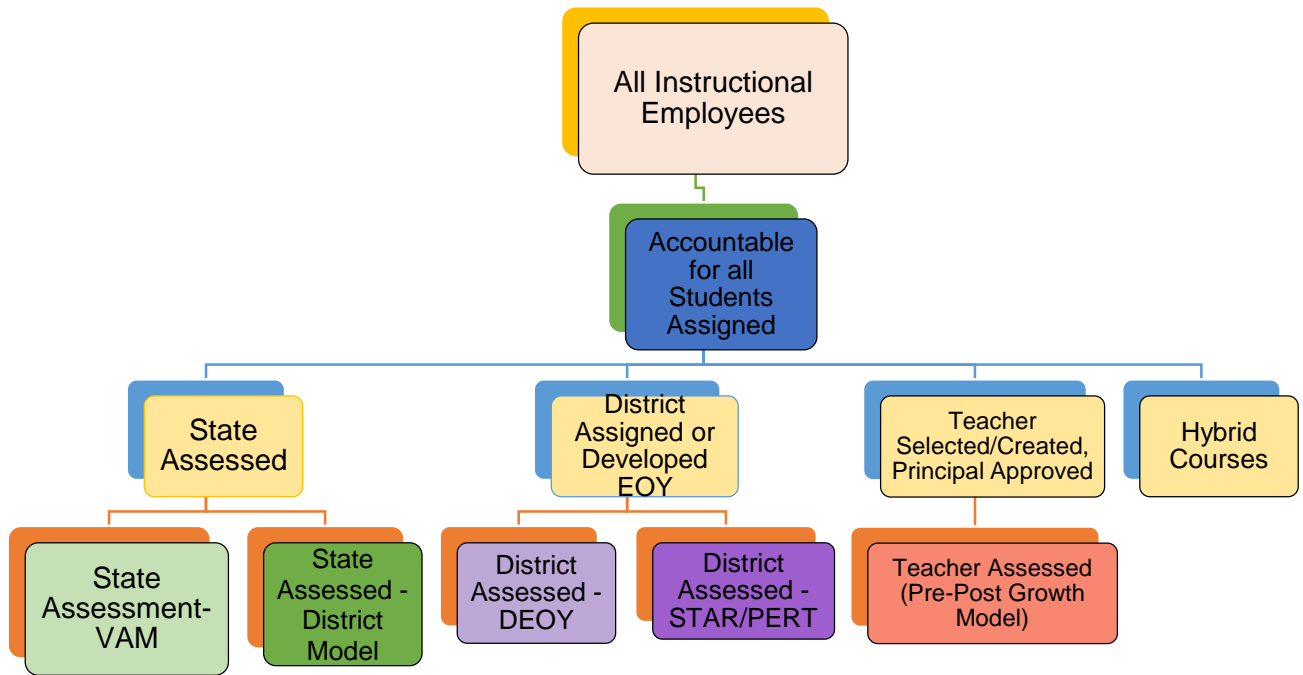 All Instructional
Employees
Accountable
for all
Students
Assigned
State
Assessed
District
Assigned or
Developed
EOY
Teacher
Selected/Created,
Principal Approved
Hybrid
Courses
State
Assessment-
VAM
State
Assessed -
District
Model
District
Assessed -
DEOY
District
Assessed -
STAR/PERT
Teacher Assessed
(Pre-Post Growth
Model)